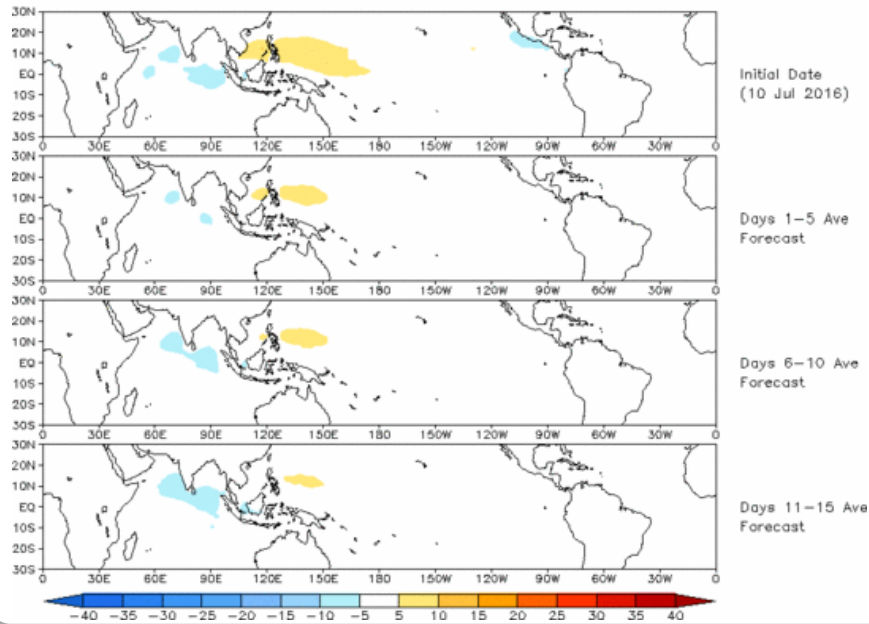 30N
20N
10N
EQ
10S
20S
30S
0 30E 60E 90E 120E 150E 180 150W 120W 90W 60W 30W 0
Initial Date
(10 Jul 2016)
30N
20N
10N
EQ
10S
20S
30S
0 30E 60E 90E 120E 150E 180 150W 120W 90W 60W 30W 0
Days 1-5 Ave
Forecast
30N
20N
10N
EQ
10S
20S
30S
0 30E 60E 90E 120E 150E 180 150W 120W 90W 60W 30W 0
Days 6-10 Ave
Forecast
30N
20N
10N
EQ
10S
20S
30S
0 30E 60E 90E 120E 150E 180 150W 120W 90W 60W 30W 0
Days 11-15 Ave
Forecast
-40 -35 -30 -25 -20 -15 -10 -5 5 10 15 20 25 30 35 40